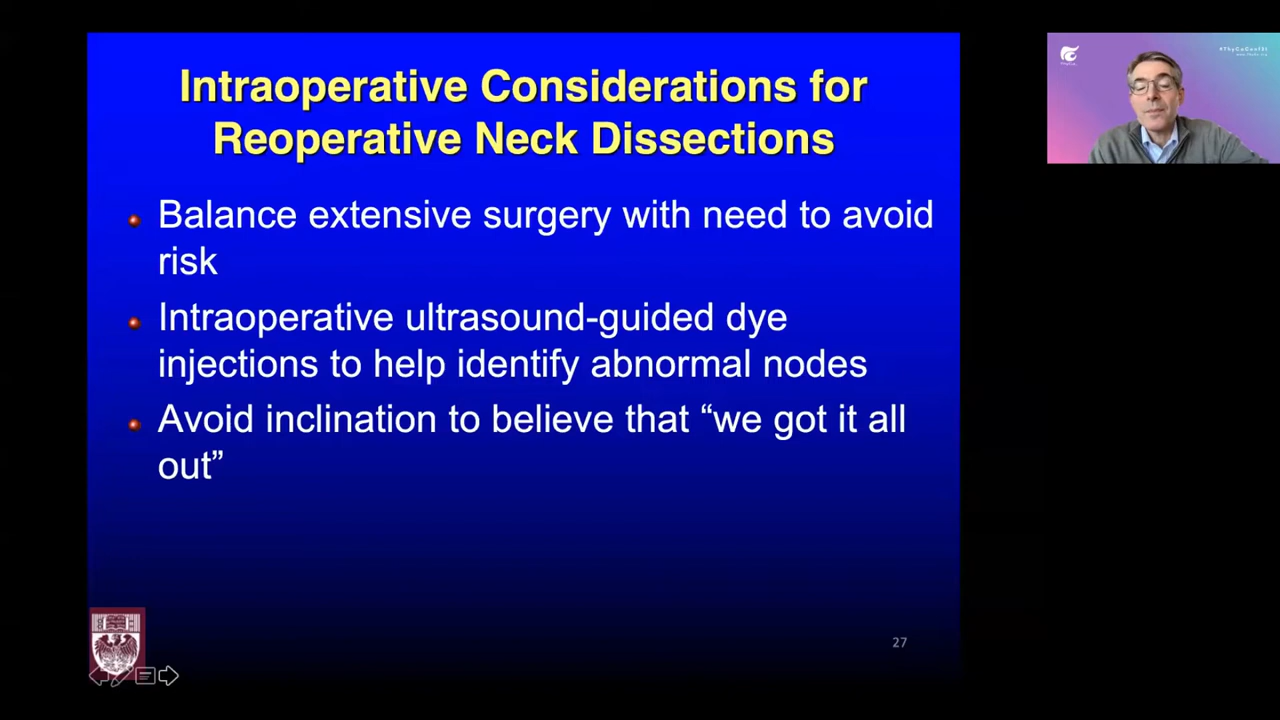 Intraoperative Considerations for
Reoperative Neck Dissections
Balance extensive surgery with need to avoid
risk
Intraoperative ultrasound-guided dye
injections to help identify abnormal nodes
Avoid inclination to believe that “we got it all
out”
27